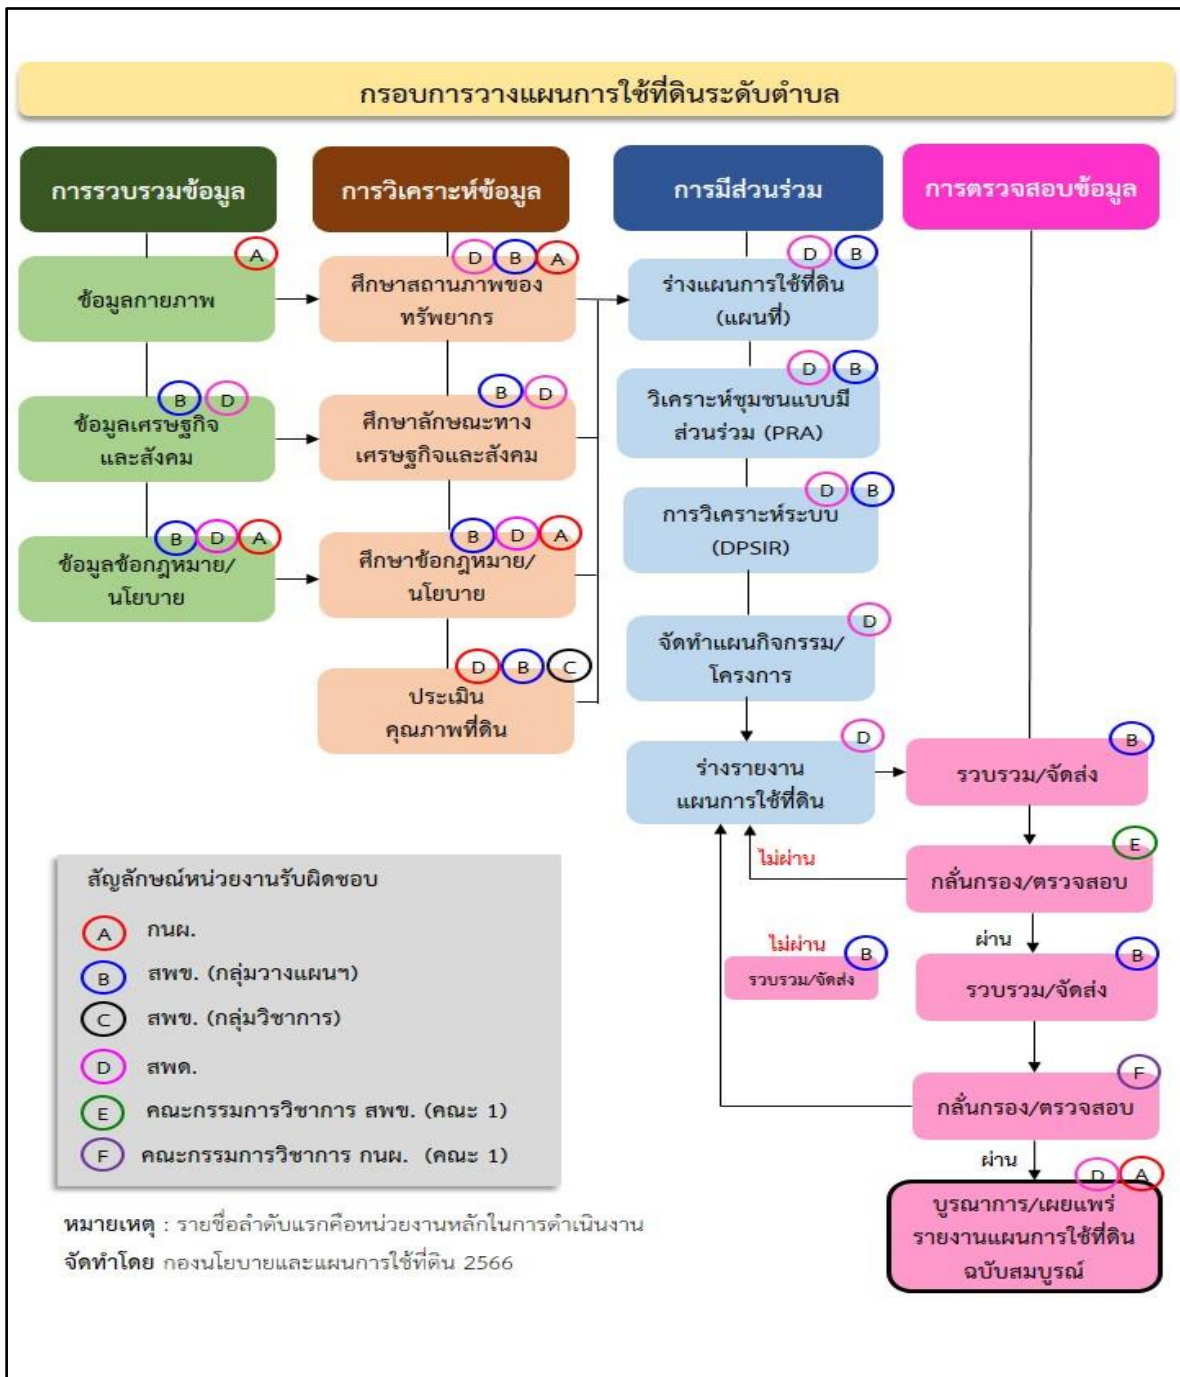 กรอบการวางแผนการใช้ที่ดินระดับตำบล
การรวบรวมข้อมูล
A
ข้อมูลกายภาพ
B D
ข้อมูลเศรษฐกิจ
และสังคม
B D A
ข้อมูลข้อกฎหมาย/
นโยบาย
การวิเคราะห์ข้อมูล
D B A
ศึกษาสถานภาพของ
ทรัพยากร
B D
ศึกษาลักษณะทาง
เศรษฐกิจและสังคม
B D A
ศึกษาข้อกฎหมาย/
นโยบาย
D B C
ประเมิน
คุณภาพที่ดิน
การมีส่วนร่วม
D B
ร่างแผนการใช้ที่ดิน
(แผนที่)
D B
วิเคราะห์ชุมชนแบบมี
ส่วนร่วม (PRA)
D B
การวิเคราะห์ระบบ
(DPSIR)
D
จัดทำแผนกิจกรรม/
โครงการ
D
ร่างรายงาน
แผนการใช้ที่ดิน
การตรวจสอบข้อมูล
B
รวบรวม/จัดส่ง
E
กลั่นกรอง/ตรวจสอบ
ไม่ผ่าน
ผ่าน
B
รวบรวม/จัดส่ง
ไม่ผ่าน
B
รวบรวม/จัดส่ง
F
กลั่นกรอง/ตรวจสอบ
ผ่าน
D A
บูรณาการ/เผยแพร่
รายงานแผนการใช้ที่ดิน
ฉบับสมบูรณ์
สัญลักษณ์หน่วยงานรับผิดชอบ
A กนผ.
B สพข. (กลุ่มวางแผนฯ)
C สพข. (กลุ่มวิชาการ)
D สพด.
E คณะกรรมการวิชาการ สพข. (คณะ 1)
F คณะกรรมการวิชาการ กนผ. (คณะ 1)
หมายเหตุ : รายชื่อลำดับแรกคือหน่วยงานหลักในการดำเนินงาน
จัดทำโดย กองนโยบายและแผนการใช้ที่ดิน 2566